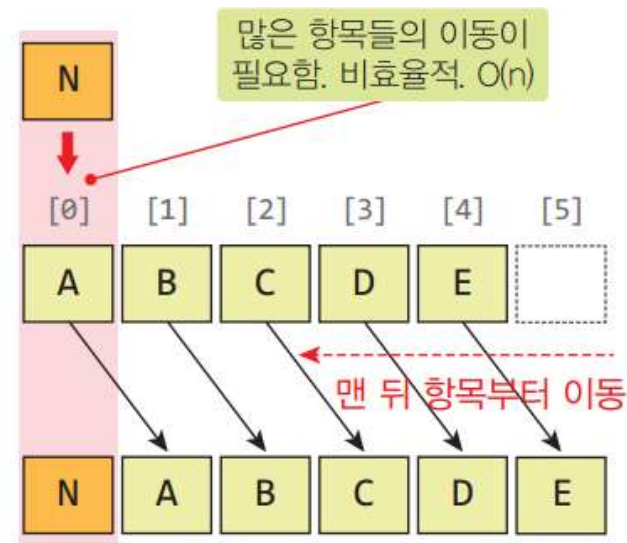 많은 항목들의 이동이
필요함. 비효율적. O(n)
N
[0] [1] [2] [3] [4] [5]
A B C D E
맨 뒤 항목부터 이동
N A B C D E